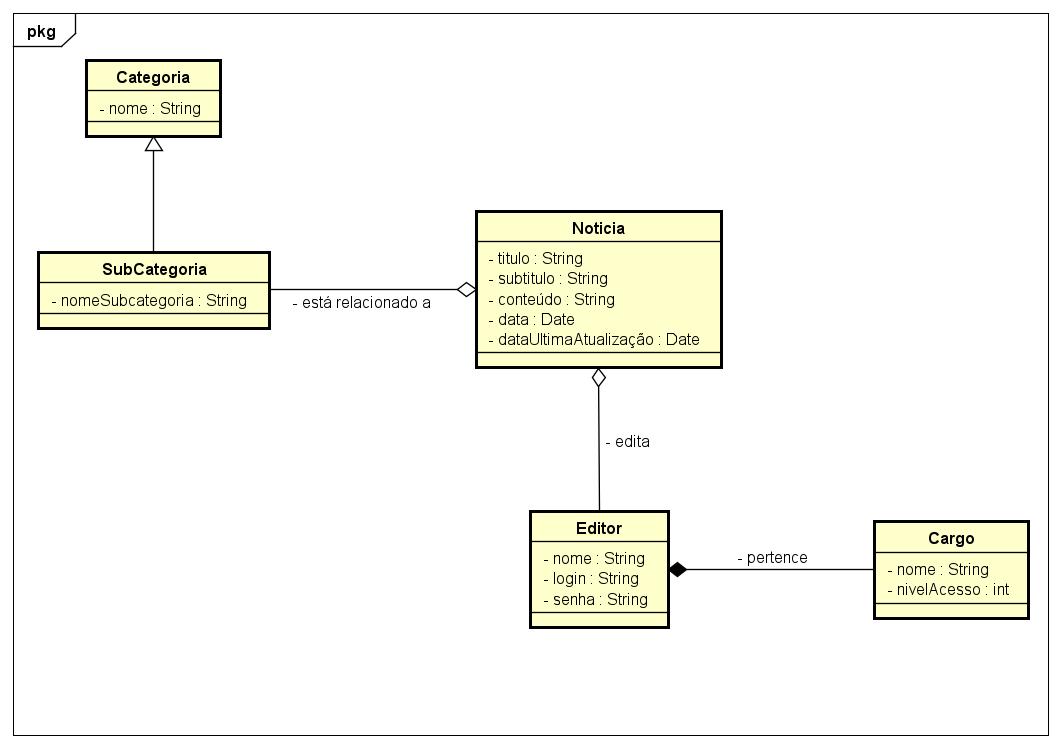 pkg
Categoria
- nome : String
SubCategoria
- nomeSubcategoria : String
- está relacionado a
Noticia
- titulo : String
- subtitulo : String
- conteúdo : String
- data : Date
- dataUltimaAtualização : Date
- edita
Editor
- nome : String
- login : String
- senha : String
- pertence
Cargo
- nome : String
- nivelAcesso : int